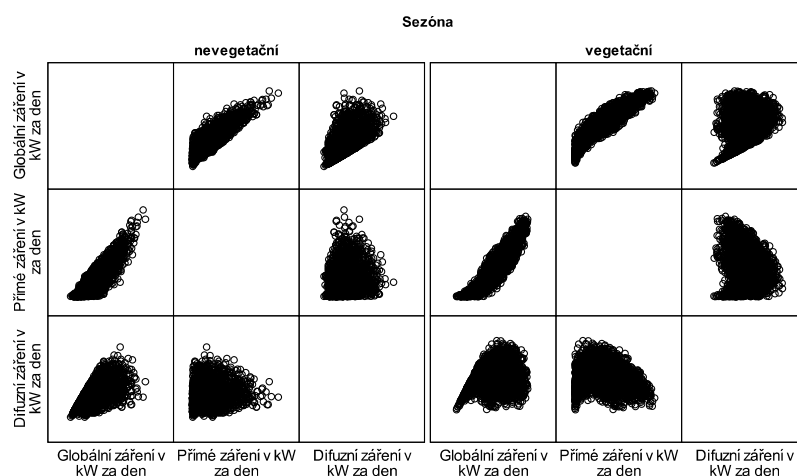 Sezóna
nevegetační
vegetační
Globální záření v
kW za den
Přímé záření v kW
za den
Difuzní záření v
kW za den
Globální záření v
kW za den
Přímé záření v kW
za den
Difuzní záření v
kW za den
Globální záření v
kW za den
Přímé záření v kW
za den
Difuzní záření v
kW za den